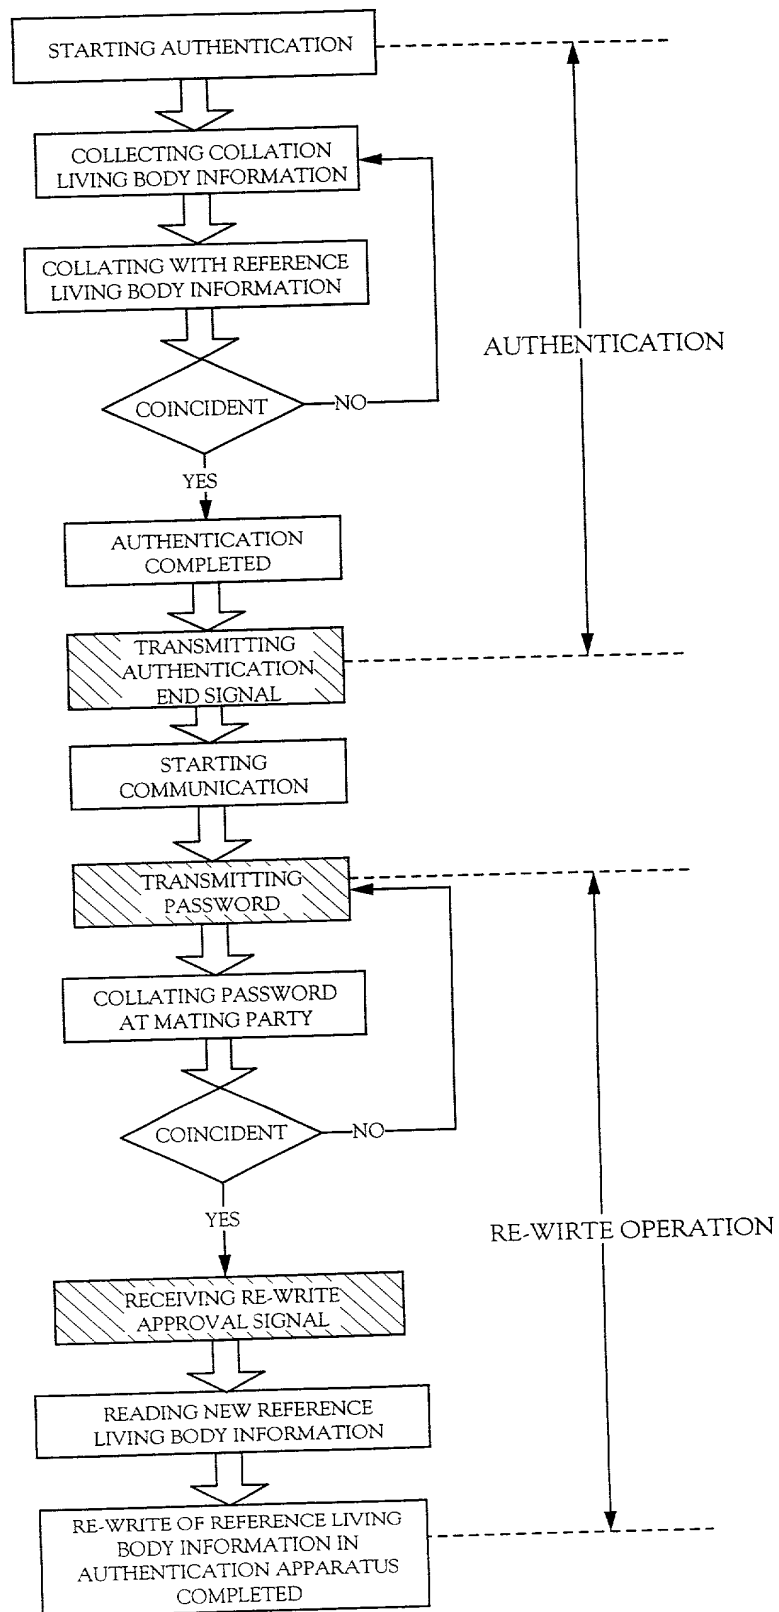 STARTING AUTHENTICATION
COLLECTING COLLATION
LIVING BODY INFORMATION
COLLATING WITH REFERENCE
LIVING BODY INFORMATION
AUTHENTICATION
COINCIDENT
NO
YES
AUTHENTICATION
COMPLETED
TRANSMITTING
AUTHENTICATION
END SIGNAL
STARTING
COMMUNICATION
TRANSMITTING
PASSWORD
COLLATING PASSWORD
AT MATING PARTY
COINCIDENT
NO
YES
RE-WIRTE OPERATION
RECEIVING RE-WRITE
APPROVAL SIGNAL
READING NEW REFERENCE
LIVING BODY INFORMATION
RE-WRITE OF REFERENCE LIVING
BODY INFORMATION IN
AUTHENTICATION APPARATUS
COMPLETED